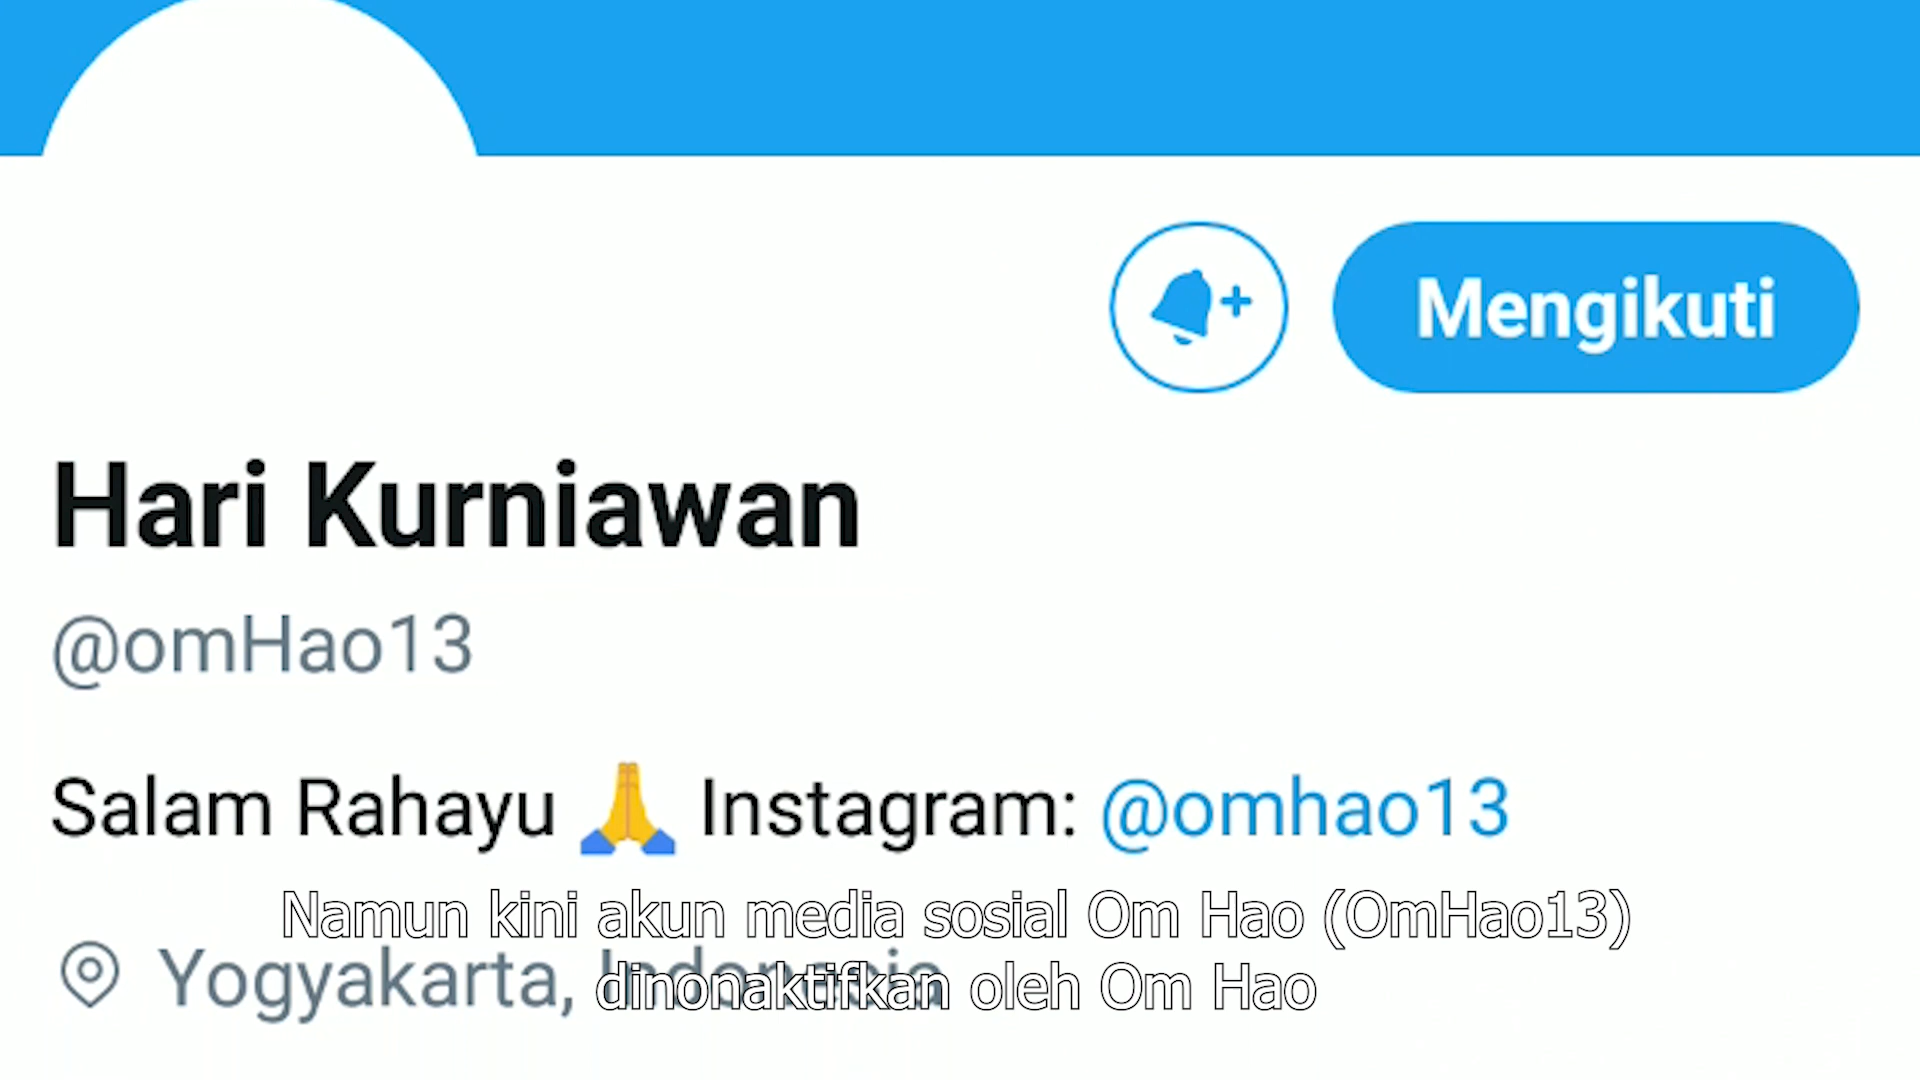 Mengikuti
Hari Kurniawan
@omHao13
Salam Rahayu 🙏 Instagram: @omhao13
Namun kini akun media sosial Om Hao (OmHao13)
Yogyakarta, Indonesia
dinonaktifkan oleh Om Hao